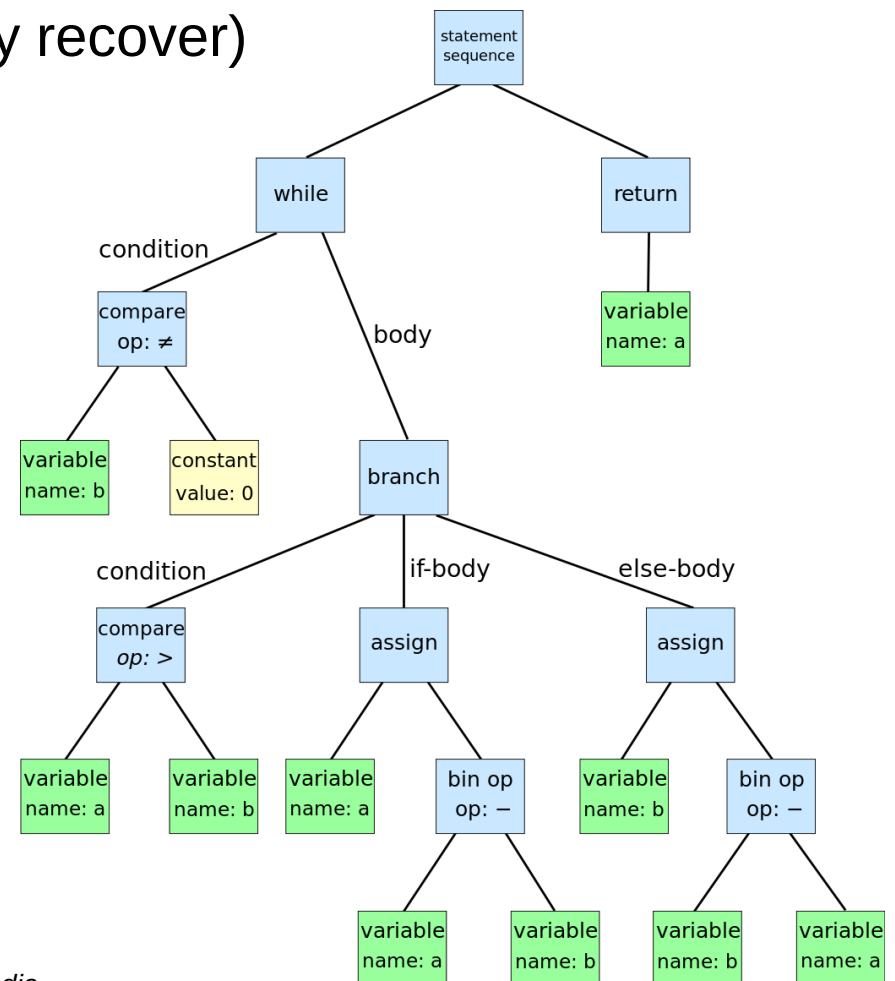 y recover)
statement
sequence
while
return
condition
compare
op: ≠
body
variable
name: a
variable
name: b
constant
value: 0
branch
condition
if-body
else-body
compare
op: >
assign
assign
variable
name: a
variable
name: b
variable
name: a
bin op
op: −
variable
name: b
bin op
op: −
variable
name: a
variable
name: b
variable
name: b
variable
name: a